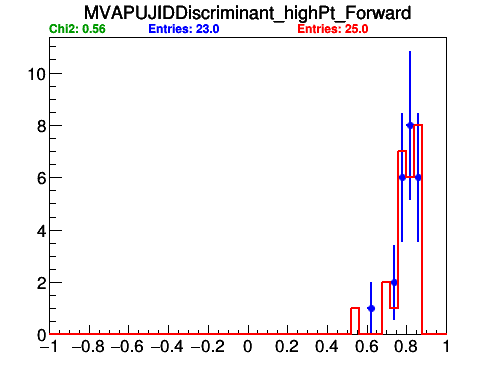 MVAPUJIDDiscriminant_highPt_Forward
Chi2: 0.56 Entries: 23.0 Entries: 25.0
10
8
6
4
2
0
−1 −0.8 −0.6 −0.4 −0.2 0 0.2 0.4 0.6 0.8 1